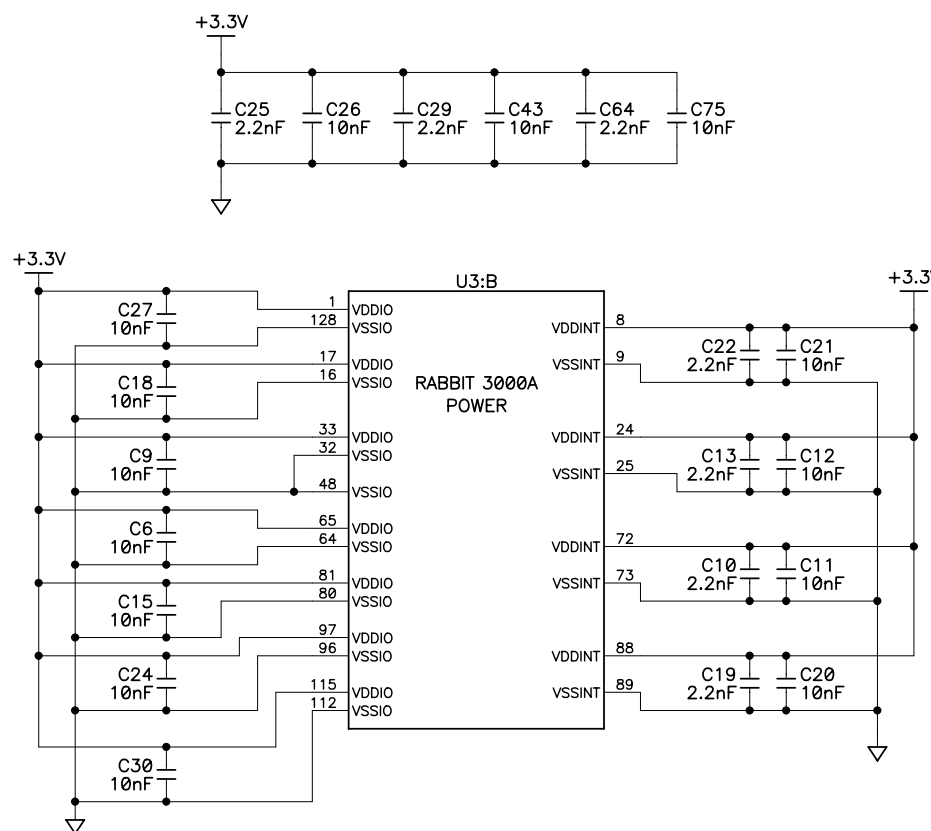 +3.3V
C25
2.2nF
C26
10nF
C29
2.2nF
C43
10nF
C64
2.2nF
C75
10nF
+3.3V
U3:B
+3.3V
RABBIT 3000A
POWER
C27
10nF
1 VDDIO
128 VSSIO
C18
10nF
17 VDDIO
16 VSSIO
C9
10nF
33 VDDIO
32 VSSIO
48 VSSIO
C6
10nF
65 VDDIO
64 VSSIO
C15
10nF
81 VDDIO
80 VSSIO
C24
10nF
97 VDDIO
96 VSSIO
C30
10nF
115 VDDIO
112 VSSIO
VDDINT 8
VSSINT 9
C22
2.2nF
C21
10nF
VDDINT 24
VSSINT 25
C13
2.2nF
C12
10nF
VDDINT 72
VSSINT 73
C10
2.2nF
C11
10nF
VDDINT 88
VSSINT 89
C19
2.2nF
C20
10nF